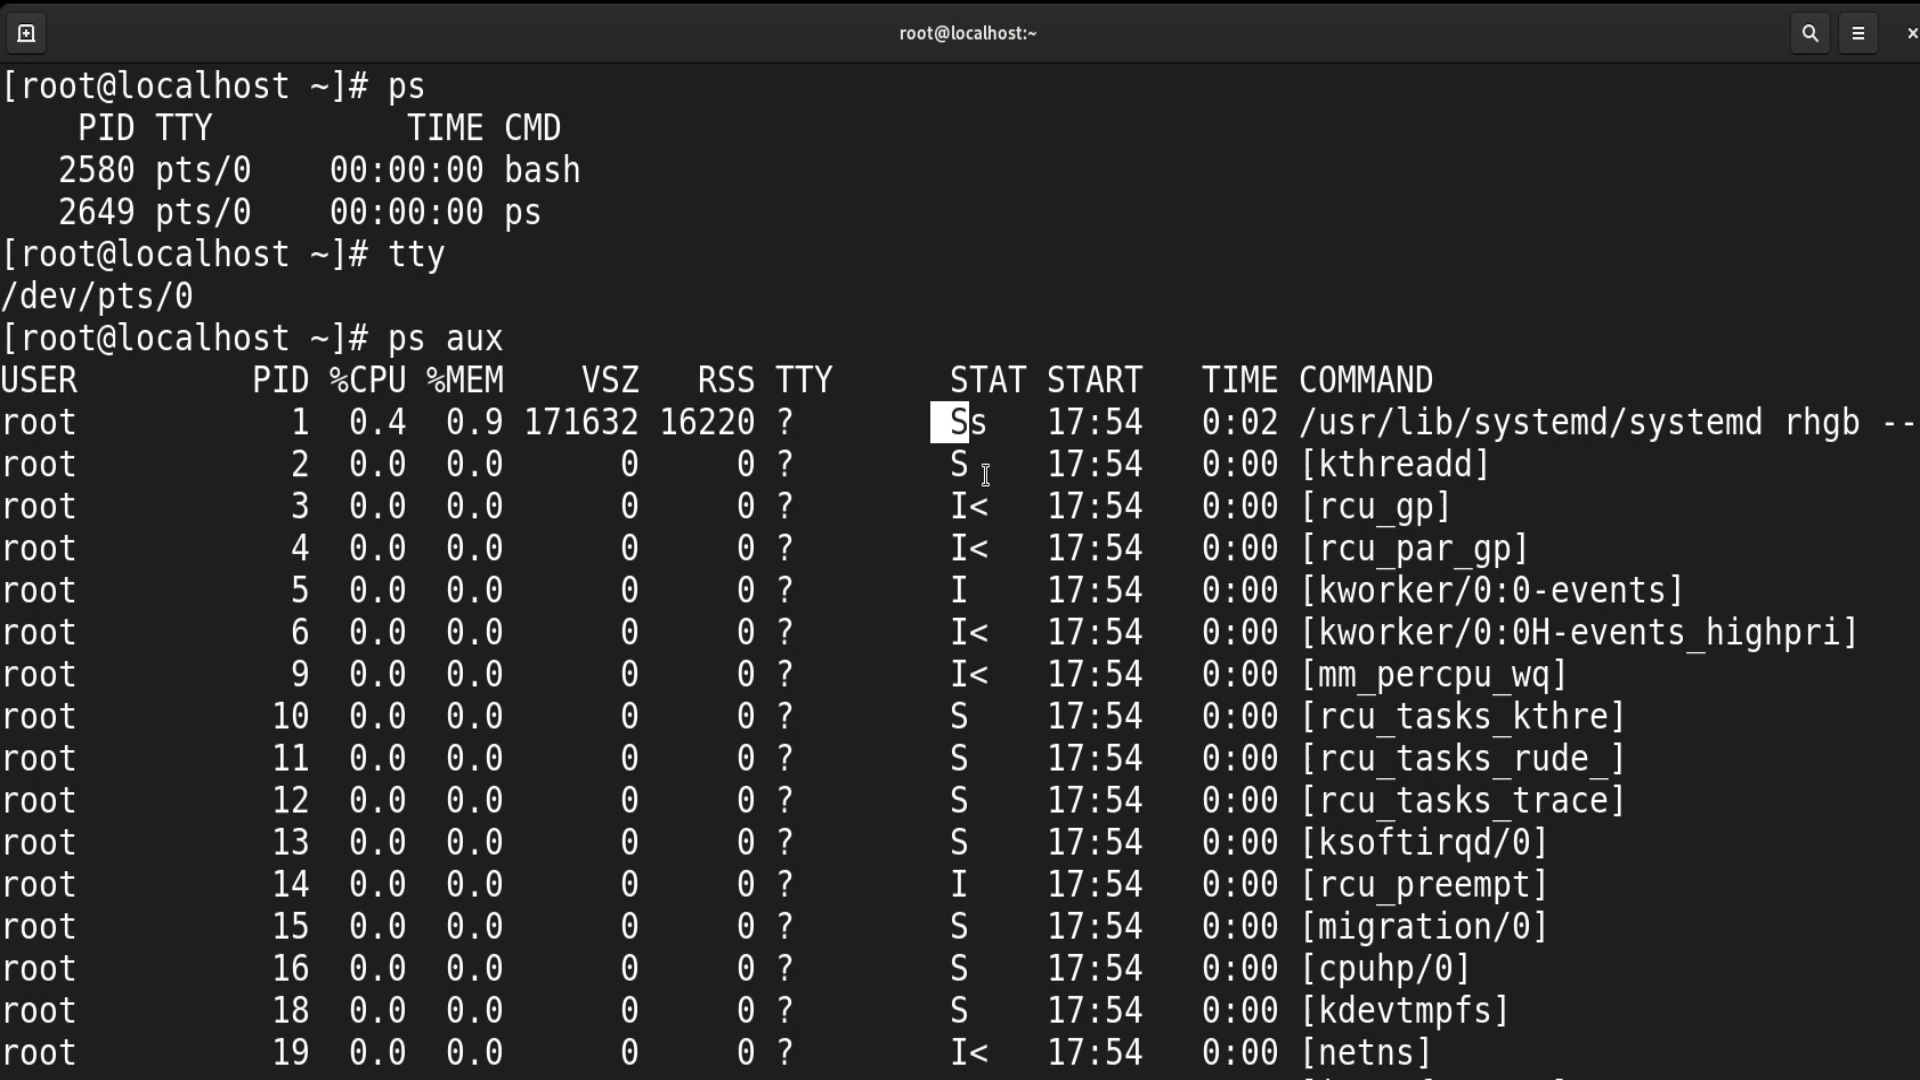 root@localhost:~
[root@localhost ~]# ps
    PID TTY          TIME CMD
   2580 pts/0    00:00:00 bash
   2649 pts/0    00:00:00 ps
[root@localhost ~]# tty
/dev/pts/0
[root@localhost ~]# ps aux
USER         PID %CPU %MEM    VSZ   RSS TTY      STAT START   TIME COMMAND
root           1  0.4  0.9 171632 16220 ?        Ss   17:54   0:02 /usr/lib/systemd/systemd rhgb --
root           2  0.0  0.0      0     0 ?        S    17:54   0:00 [kthreadd]
root           3  0.0  0.0      0     0 ?        I<   17:54   0:00 [rcu_gp]
root           4  0.0  0.0      0     0 ?        I<   17:54   0:00 [rcu_par_gp]
root           5  0.0  0.0      0     0 ?        I    17:54   0:00 [kworker/0:0-events]
root           6  0.0  0.0      0     0 ?        I<   17:54   0:00 [kworker/0:0H-events_highpri]
root           9  0.0  0.0      0     0 ?        I<   17:54   0:00 [mm_percpu_wq]
root          10  0.0  0.0      0     0 ?        S    17:54   0:00 [rcu_tasks_kthre]
root          11  0.0  0.0      0     0 ?        S    17:54   0:00 [rcu_tasks_rude_]
root          12  0.0  0.0      0     0 ?        S    17:54   0:00 [rcu_tasks_trace]
root          13  0.0  0.0      0     0 ?        S    17:54   0:00 [ksoftirqd/0]
root          14  0.0  0.0      0     0 ?        I    17:54   0:00 [rcu_preempt]
root          15  0.0  0.0      0     0 ?        S    17:54   0:00 [migration/0]
root          16  0.0  0.0      0     0 ?        S    17:54   0:00 [cpuhp/0]
root          18  0.0  0.0      0     0 ?        S    17:54   0:00 [kdevtmpfs]
root          19  0.0  0.0      0     0 ?        I<   17:54   0:00 [netns]